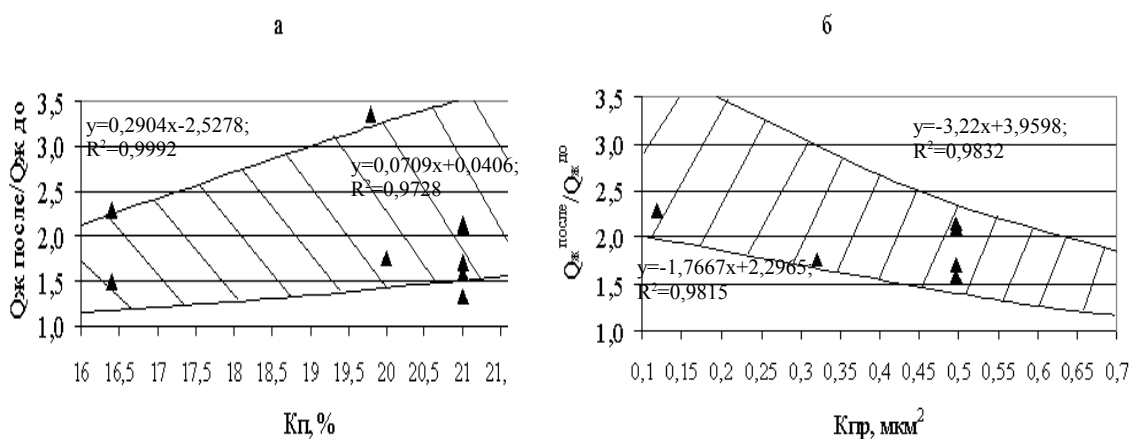 а
б
Qж после/Qж до
3,5
3,0
2,5
2,0
1,5
1,0
y=0,2904x-2,5278;
R²=0,9992
y=0,0709x+0,0406;
R²=0,9728
16 16,5 17 17,5 18 18,5 19 19,5 20 20,5 21 21,
Кп, %
Qж после/Qж до
3,5
3,0
2,5
2,0
1,5
1,0
y=-3,22x+3,9598;
R²=0,9832
y=-1,7667x+2,2965;
R²=0,9815
0,1 0,15 0,2 0,25 0,3 0,35 0,4 0,45 0,5 0,55 0,6 0,65 0,7
Кпр, мкм²